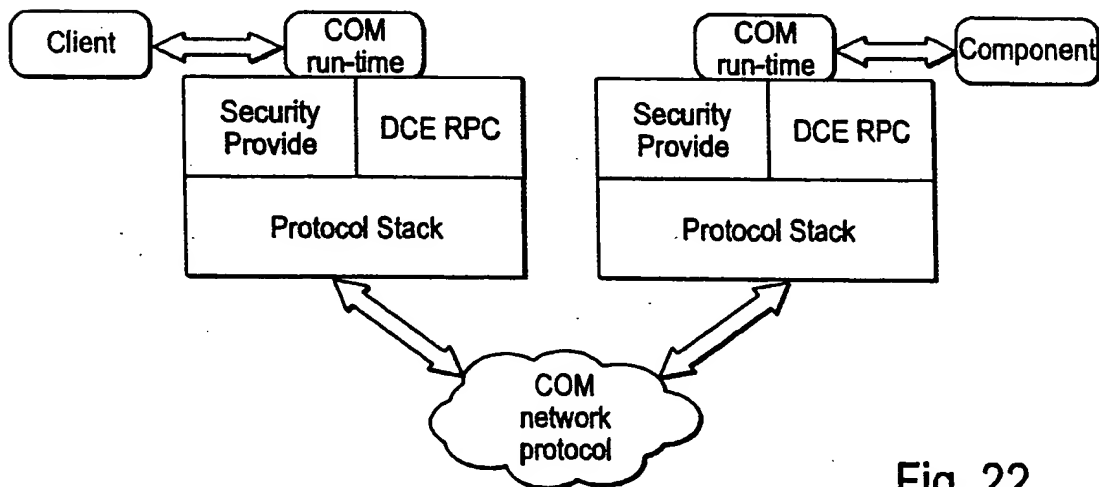 Client
COM
run-time
Security
Provide
DCE RPC
Protocol Stack
COM
run-time
Component
Security
Provide
DCE RPC
Protocol Stack
COM
network
protocol
Fig. 22